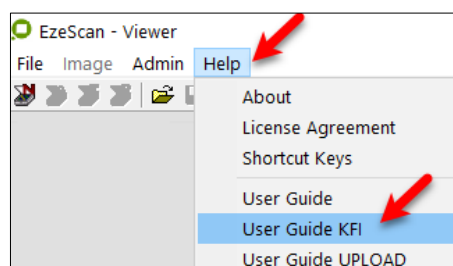 EzeScan - Viewer
File Image Admin Help
About
License Agreement
Shortcut Keys
User Guide
User Guide KFI
User Guide UPLOAD